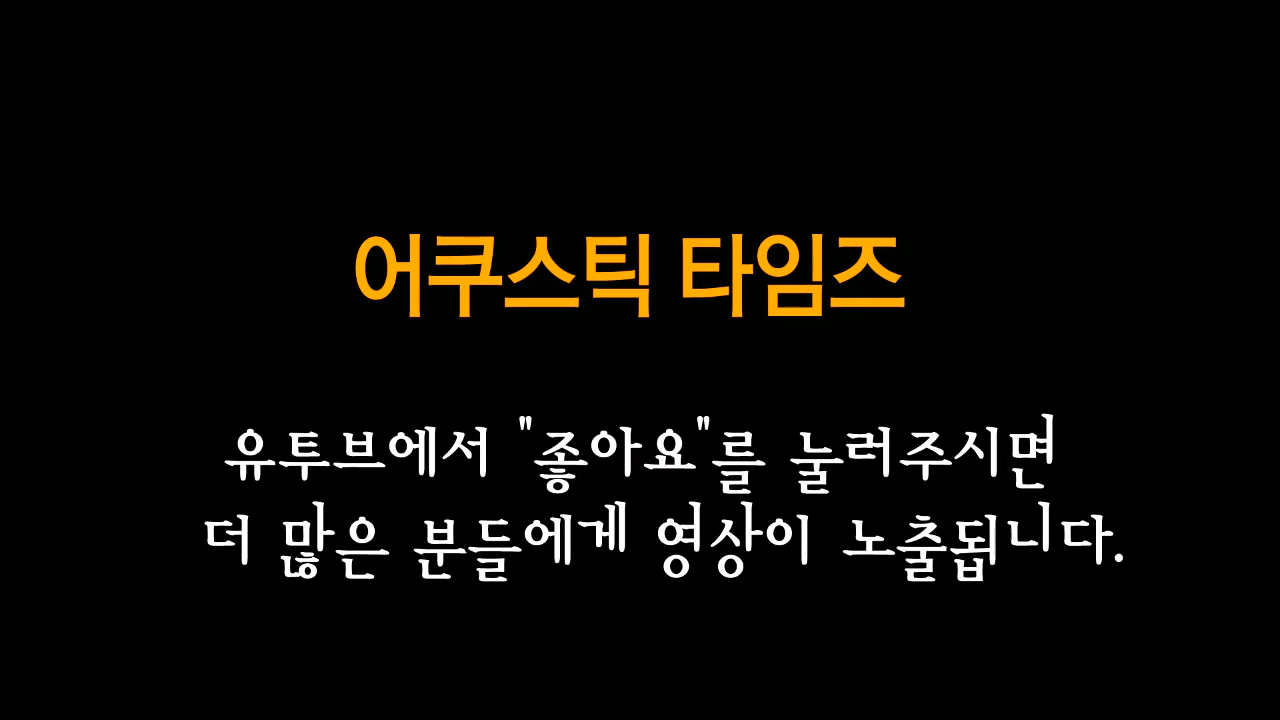 어쿠스틱 타임즈
유투브에서 "좋아요"를 눌러주시면
더 많은 분들에게 영상이 노출됩니다.